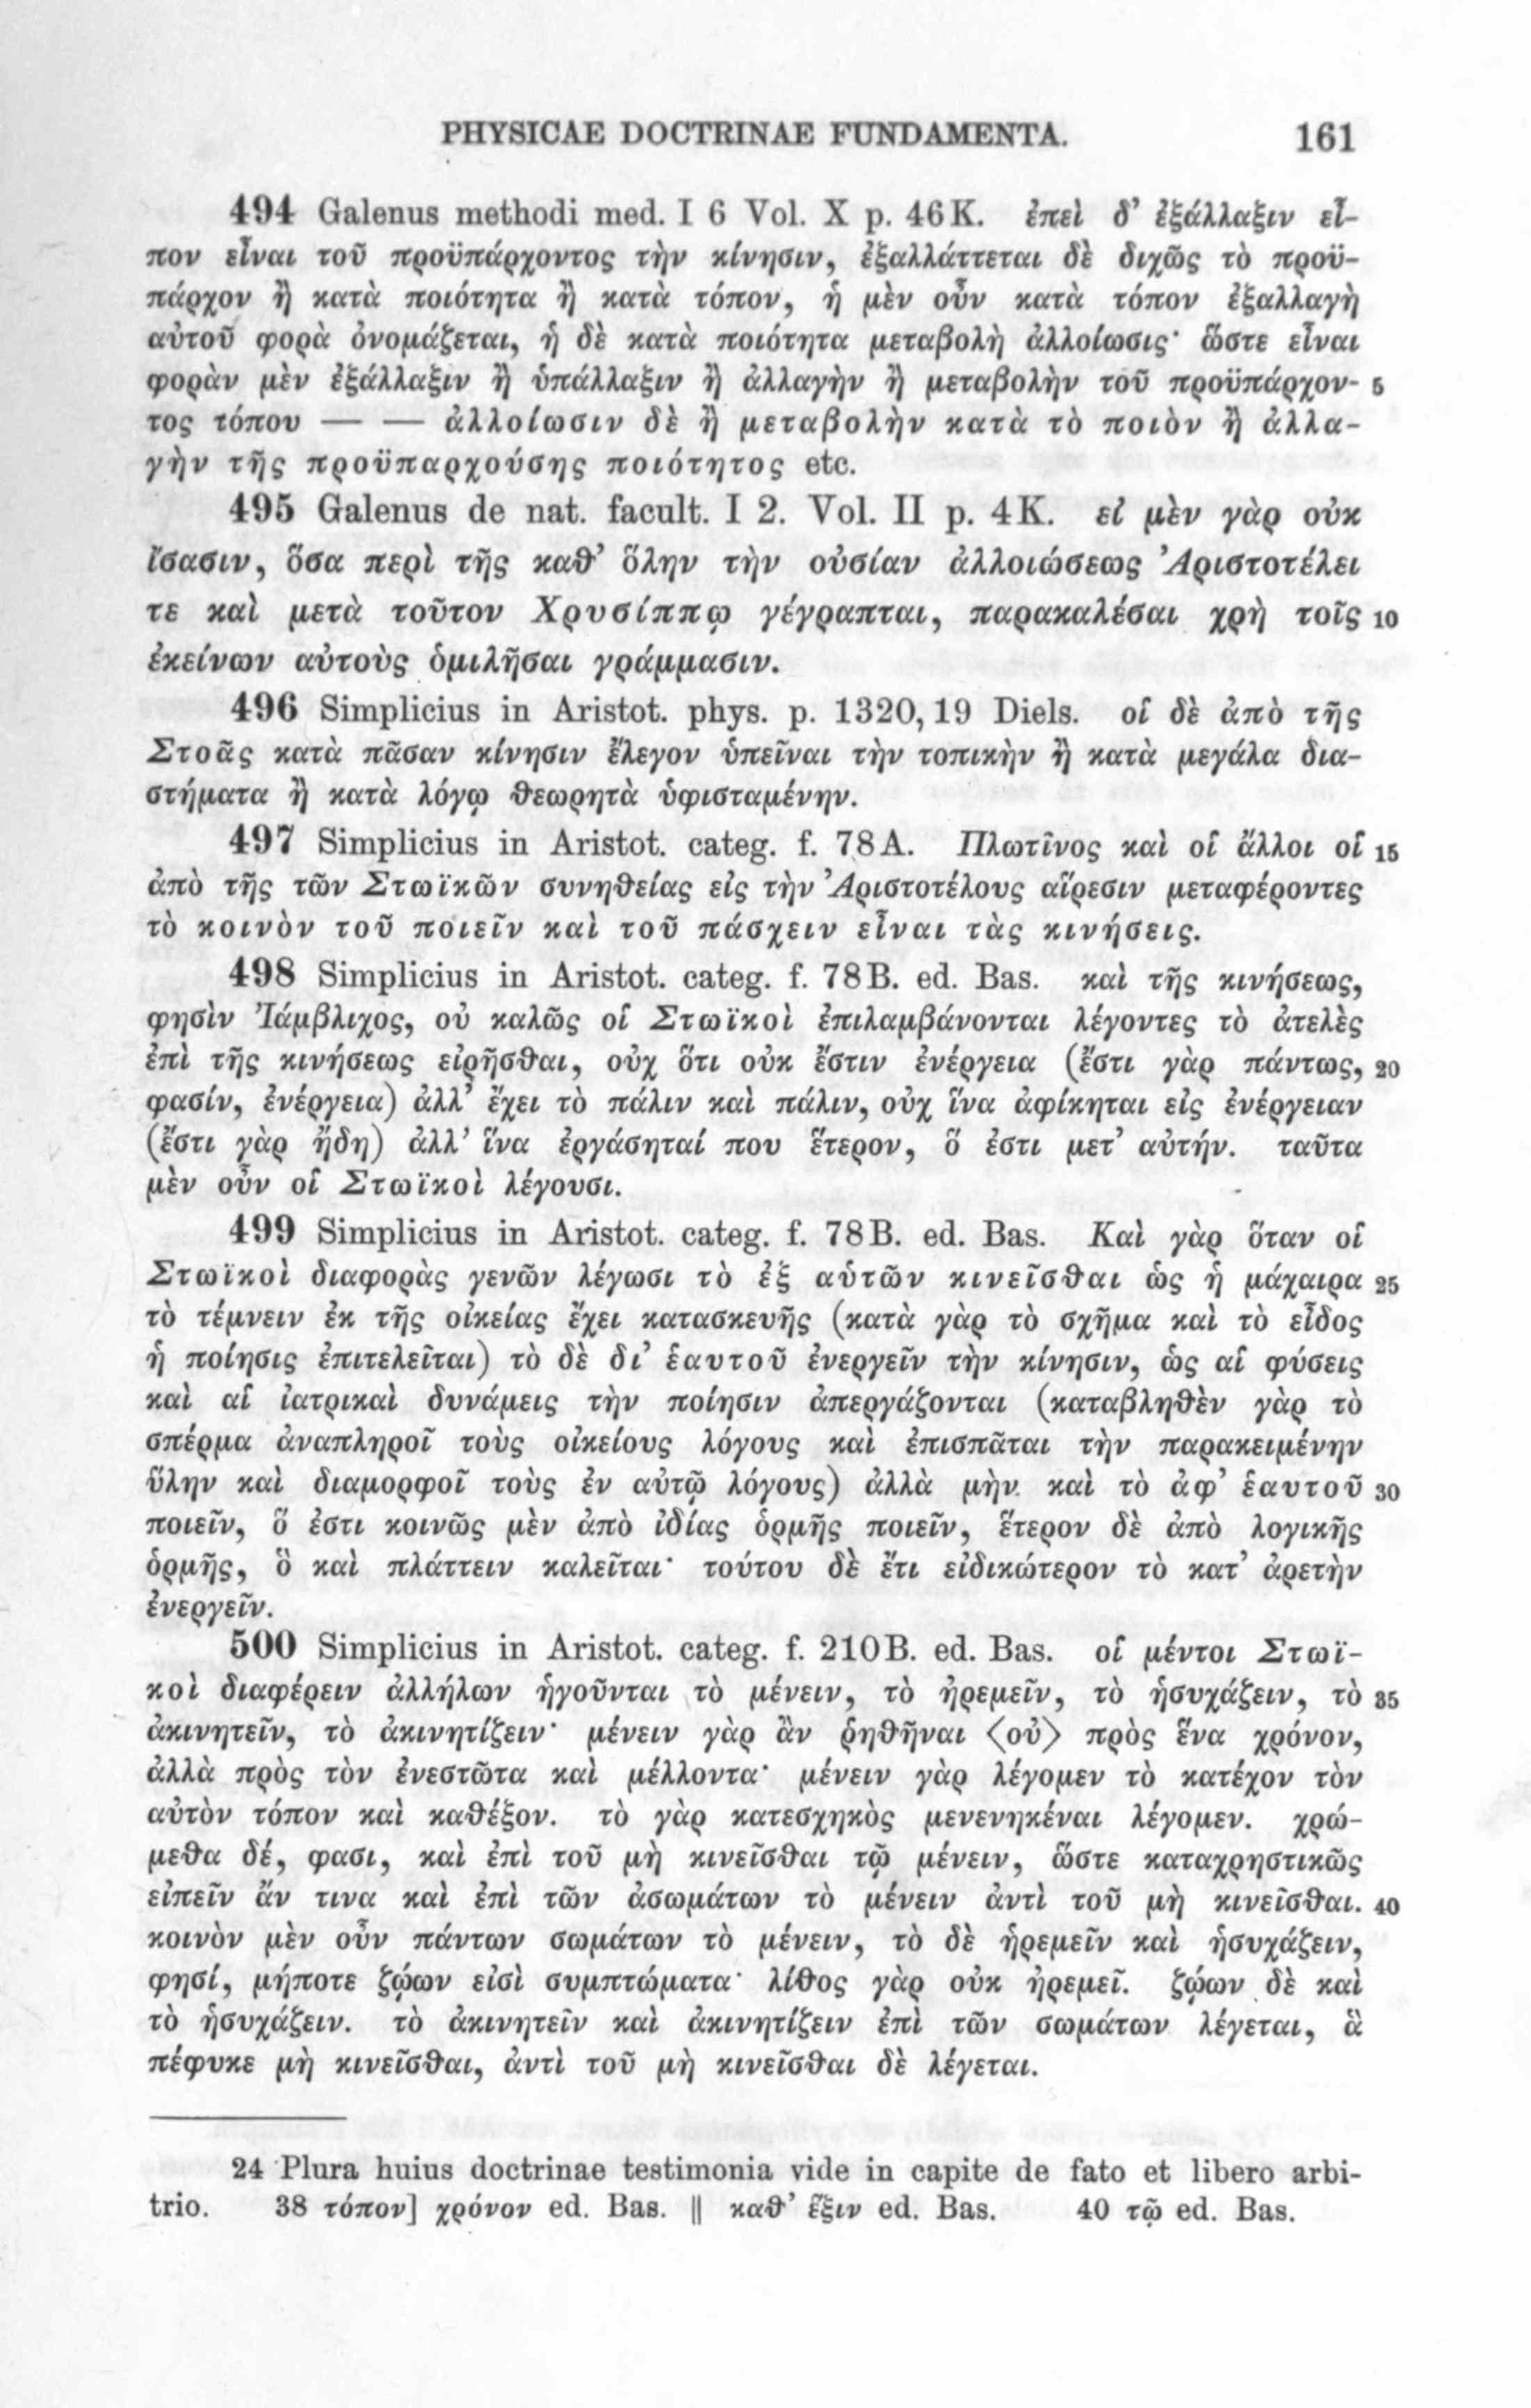 PHYSICAE DOCTRINAE FUNDAMENTA. 161
494 Galenus methodi med. I 6 Vol. X p. 46 K. ἐπεὶ δ’ ἐξάλλαξιν εἶ-
πον εἶναι τοῦ προϋπάρχοντος τὴν κίνησιν, ἐξαλλάττεται δὲ διχῶς τὸ προϋ-
πάρχον ἢ κατὰ ποιότητα ἢ κατὰ τόπον, ἡ μὲν οὖν κατὰ τόπον ἐξαλλαγὴ
αὐτοῦ φορὰ ὀνομάζεται, ἡ δὲ κατὰ ποιότητα μεταβολὴ ἀλλοίωσις· ὥστε εἶναι
φορὰν μὲν ἐξάλλαξιν ἢ ὑπάλλαξιν ἢ ἀλλαγὴν ἢ μεταβολὴν τοῦ προϋπάρχον- 5
τος τόπου — — ἀλλοίωσιν δὲ ἢ μεταβολὴν κατὰ τὸ ποιὸν ἢ ἀλλα-
γὴν τῆς προϋπαρχούσης ποιότητος etc.
495 Galenus de nat. facult. I 2. Vol. II p. 4 K. εἰ μὲν γὰρ οὐκ
ἴσασιν, ὅσα περὶ τῆς καθ’ ὅλην τὴν οὐσίαν ἀλλοιώσεως Ἀριστοτέλει
τε καὶ μετὰ τοῦτον Χρυσίππῳ γέγραπται, παρακαλέσαι χρὴ τοῖς 10
ἐκείνων αὐτοὺς ὁμιλῆσαι γράμμασιν.
496 Simplicius in Aristot. phys. p. 1320, 19 Diels. οἱ δὲ ἀπὸ τῆς
Στοᾶς κατὰ πᾶσαν κίνησιν ἔλεγον ὑπεῖναι τὴν τοπικὴν ἢ κατὰ μεγάλα δια-
στήματα ἢ κατὰ λόγῳ θεωρητὰ ὑφισταμένην.
497 Simplicius in Aristot. categ. f. 78 A. Πλωτῖνος καὶ οἱ ἄλλοι οἱ 15
ἀπὸ τῆς τῶν Στωϊκῶν συνηθείας εἰς τὴν Ἀριστοτέλους αἵρεσιν μεταφέροντες
τὸ κοινὸν τοῦ ποιεῖν καὶ τοῦ πάσχειν εἶναι τὰς κινήσεις.
498 Simplicius in Aristot. categ. f. 78 B. ed. Bas. καὶ τῆς κινήσεως,
φησὶν Ἰάμβλιχος, οὐ καλῶς οἱ Στωϊκοὶ ἐπιλαμβάνονται λέγοντες τὸ ἀτελὲς
ἐπὶ τῆς κινήσεως εἰρῆσθαι, οὐχ ὅτι οὐκ ἔστιν ἐνέργεια (ἔστι γὰρ πάντως, 20
φασίν, ἐνέργεια) ἀλλ’ ἔχει τὸ πάλιν καὶ πάλιν, οὐχ ἵνα ἀφίκηται εἰς ἐνέργειαν
(ἔστι γὰρ ἤδη) ἀλλ’ ἵνα ἐργάσηταί που ἕτερον, ὅ ἐστι μετ’ αὐτήν. ταῦτα
μὲν οὖν οἱ Στωϊκοὶ λέγουσι.
499 Simplicius in Aristot. categ. f. 78 B. ed. Bas. Καὶ γὰρ ὅταν οἱ
Στωϊκοὶ διαφορὰς γενῶν λέγωσι τὸ ἐξ αὑτῶν κινεῖσθαι ὡς ἡ μάχαιρα 25
τὸ τέμνειν ἐκ τῆς οἰκείας ἔχει κατασκευῆς (κατὰ γὰρ τὸ σχῆμα καὶ τὸ εἶδος
ἡ ποίησις ἐπιτελεῖται) τὸ δὲ δι’ ἑαυτοῦ ἐνεργεῖν τὴν κίνησιν, ὡς αἱ φύσεις
καὶ αἱ ἰατρικαὶ δυνάμεις τὴν ποίησιν ἀπεργάζονται (καταβληθὲν γὰρ τὸ
σπέρμα ἀναπληροῖ τοὺς οἰκείους λόγους καὶ ἐπισπᾶται τὴν παρακειμένην
ὕλην καὶ διαμορφοῖ τοὺς ἐν αὐτῷ λόγους) ἀλλὰ μὴν καὶ τὸ ἀφ’ ἑαυτοῦ 30
ποιεῖν, ὅ ἐστι κοινῶς μὲν ἀπὸ ἰδίας ὁρμῆς ποιεῖν, ἕτερον δὲ ἀπὸ λογικῆς
ὁρμῆς, ὃ καὶ πλάττειν καλεῖται· τούτου δὲ ἔτι εἰδικώτερον τὸ κατ’ ἀρετὴν
ἐνεργεῖν.
500 Simplicius in Aristot. categ. f. 210 B. ed. Bas. οἱ μέντοι Στωϊ-
κοὶ διαφέρειν ἀλλήλων ἡγοῦνται τὸ μένειν, τὸ ἠρεμεῖν, τὸ ἡσυχάζειν, τὸ 35
ἀκινητεῖν, τὸ ἀκινητίζειν· μένειν γὰρ ἂν ῥηθῆναι ⟨οὐ⟩ πρὸς ἕνα χρόνον,
ἀλλὰ πρὸς τὸν ἐνεστῶτα καὶ μέλλοντα· μένειν γὰρ λέγομεν τὸ κατέχον τὸν
αὐτὸν τόπον καὶ καθέξον. τὸ γὰρ κατεσχηκὸς μενενηκέναι λέγομεν. χρώ-
μεθα δέ, φασι, καὶ ἐπὶ τοῦ μὴ κινεῖσθαι τῷ μένειν, ὥστε καταχρηστικῶς
εἰπεῖν ἄν τινα καὶ ἐπὶ τῶν ἀσωμάτων τὸ μένειν ἀντὶ τοῦ μὴ κινεῖσθαι. 40
κοινὸν μὲν οὖν πάντων σωμάτων τὸ μένειν, τὸ δὲ ἠρεμεῖν καὶ ἡσυχάζειν,
φησί, μήποτε ζῴων εἰσὶ συμπτώματα· λίθος γὰρ οὐκ ἠρεμεῖ. ζῴων δὲ καὶ
τὸ ἡσυχάζειν. τὸ ἀκινητεῖν καὶ ἀκινητίζειν ἐπὶ τῶν σωμάτων λέγεται, ἃ
πέφυκε μὴ κινεῖσθαι, ἀντὶ τοῦ μὴ κινεῖσθαι δὲ λέγεται.
24 Plura huius doctrinae testimonia vide in capite de fato et libero arbi-
trio. 38 τόπον] χρόνον ed. Bas. || καθ’ ἕξιν ed. Bas. 40 τῷ ed. Bas.